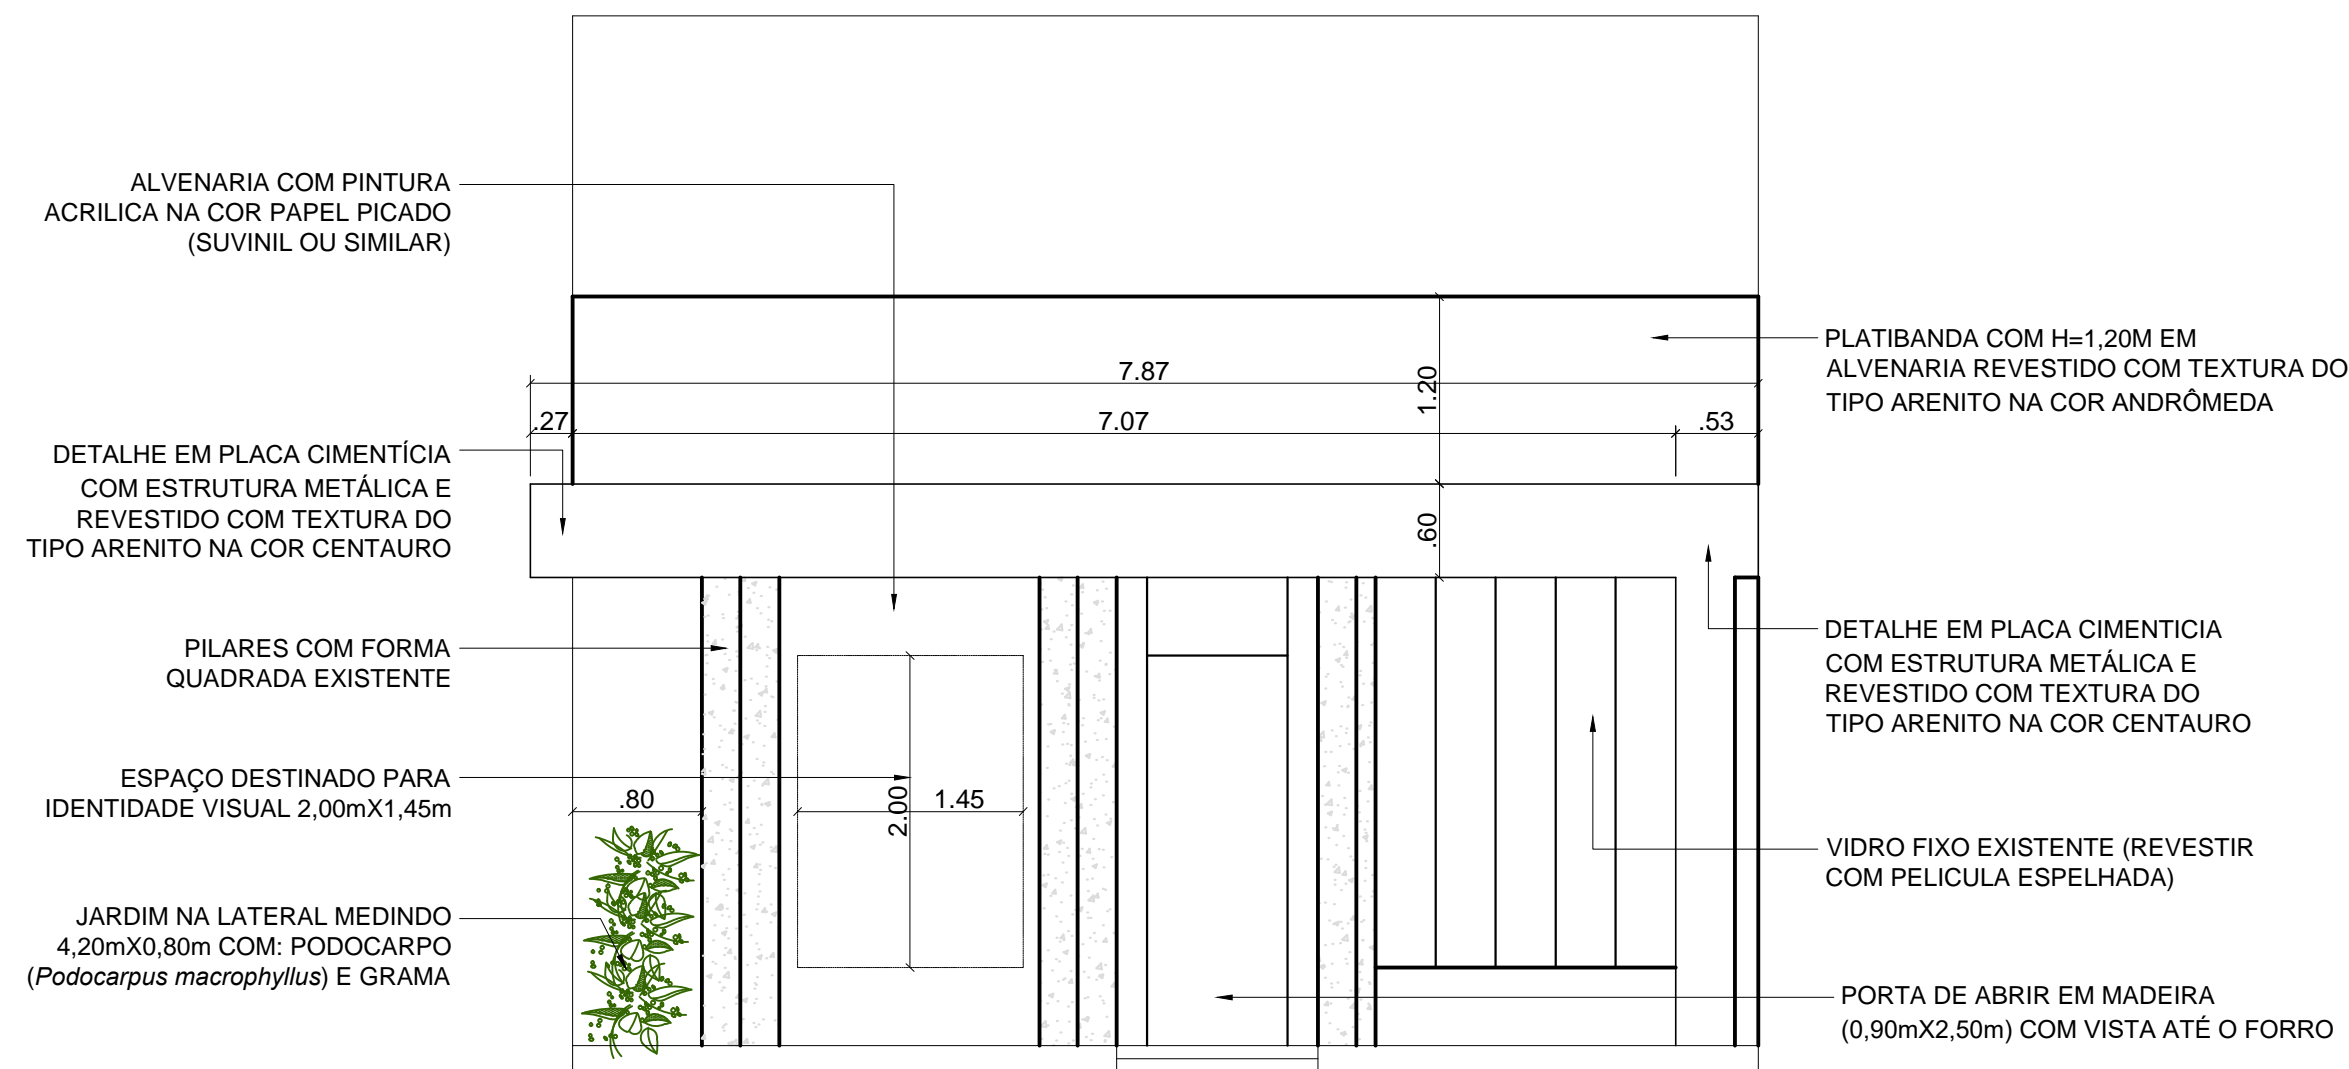 ALVENARIA COM PINTURA
ACRILICA NA COR PAPEL PICADO
(SUVINIL OU SIMILAR)
DETALHE EM PLACA CIMENTÍCIA
COM ESTRUTURA METÁLICA E
REVESTIDO COM TEXTURA DO
TIPO ARENITO NA COR CENTAURO
PILARES COM FORMA
QUADRADA EXISTENTE
ESPAÇO DESTINADO PARA
IDENTIDADE VISUAL 2,00mX1,45m
JARDIM NA LATERAL MEDINDO
4,20mX0,80m COM: PODOCARPO
(Podocarpus macrophyllus) E GRAMA
7.87
1.20
.27
7.07
.53
.60
.80
2.00
1.45
PLATIBANDA COM H=1,20M EM
ALVENARIA REVESTIDO COM TEXTURA DO
TIPO ARENITO NA COR ANDRÔMEDA
DETALHE EM PLACA CIMENTICIA
COM ESTRUTURA METÁLICA E
REVESTIDO COM TEXTURA DO
TIPO ARENITO NA COR CENTAURO
VIDRO FIXO EXISTENTE (REVESTIR
COM PELICULA ESPELHADA)
PORTA DE ABRIR EM MADEIRA
(0,90mX2,50m) COM VISTA ATÉ O FORRO